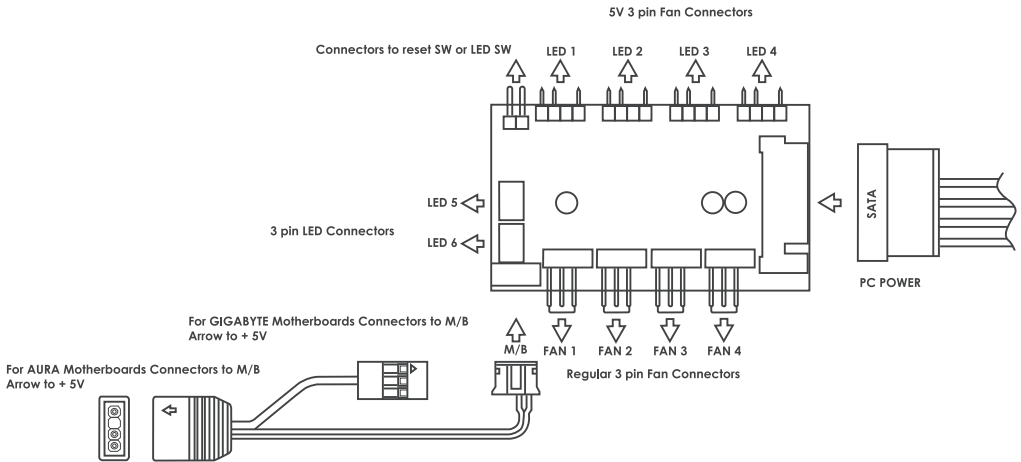 5V 3 pin Fan Connectors
Connectors to reset SW or LED SW
LED 1
LED 2
LED 3
LED 4
LED 5
3 pin LED Connectors
LED 6
SATA
PC POWER
For GIGABYTE Motherboards Connectors to M/B
Arrow to + 5V
M/B
FAN 1
FAN 2
FAN 3
FAN 4
Regular 3 pin Fan Connectors
For AURA Motherboards Connectors to M/B
Arrow to + 5V